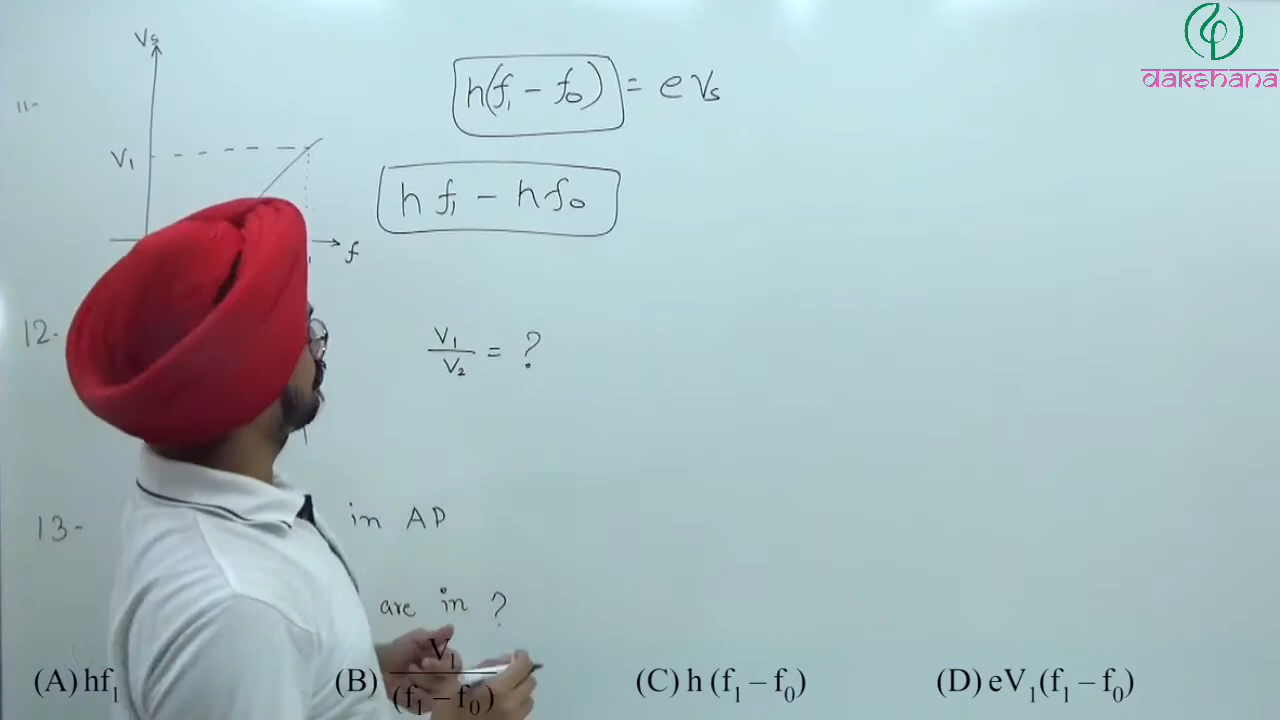 dakshana
11-
Vs
V1
f
h(f1 - f0) = eVs
hf1 - hf0
12-
V1/V2 = ?
13-
in AP
are in ?
(A) hf1 (B) V1/(f1 – f0) (C) h (f1 – f0) (D) eV1(f1 – f0)